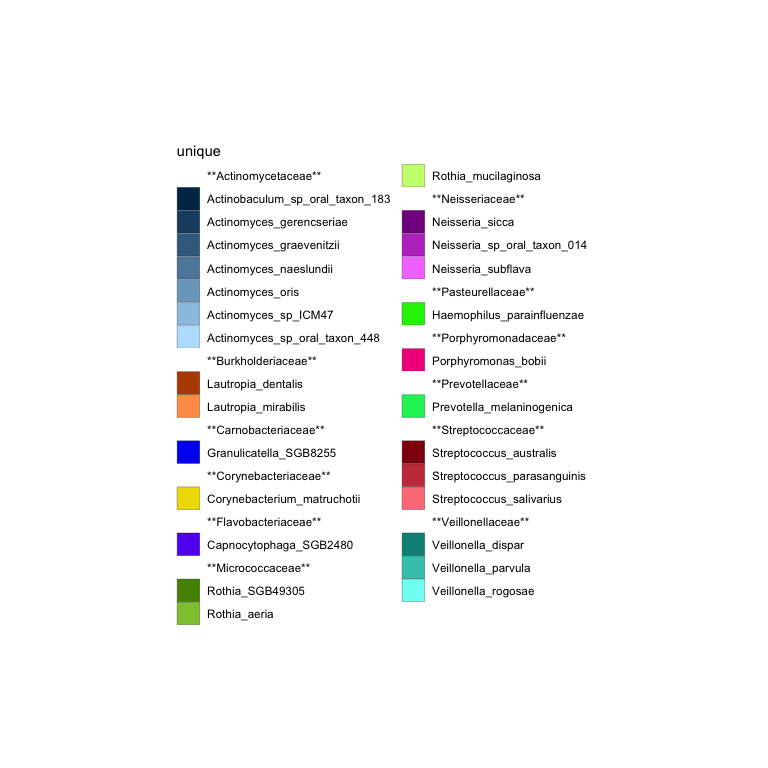 unique
**Actinomycetaceae**
Actinobaculum_sp_oral_taxon_183
Actinomyces_gerencseriae
Actinomyces_graevenitzii
Actinomyces_naeslundii
Actinomyces_oris
Actinomyces_sp_ICM47
Actinomyces_sp_oral_taxon_448
**Burkholderiaceae**
Lautropia_dentalis
Lautropia_mirabilis
**Carnobacteriaceae**
Granulicatella_SGB8255
**Corynebacteriaceae**
Corynebacterium_matruchotii
**Flavobacteriaceae**
Capnocytophaga_SGB2480
**Micrococcaceae**
Rothia_SGB49305
Rothia_aeria
Rothia_mucilaginosa
**Neisseriaceae**
Neisseria_sicca
Neisseria_sp_oral_taxon_014
Neisseria_subflava
**Pasteurellaceae**
Haemophilus_parainfluenzae
**Porphyromonadaceae**
Porphyromonas_bobii
**Prevotellaceae**
Prevotella_melaninogenica
**Streptococcaceae**
Streptococcus_australis
Streptococcus_parasanguinis
Streptococcus_salivarius
**Veillonellaceae**
Veillonella_dispar
Veillonella_parvula
Veillonella_rogosae